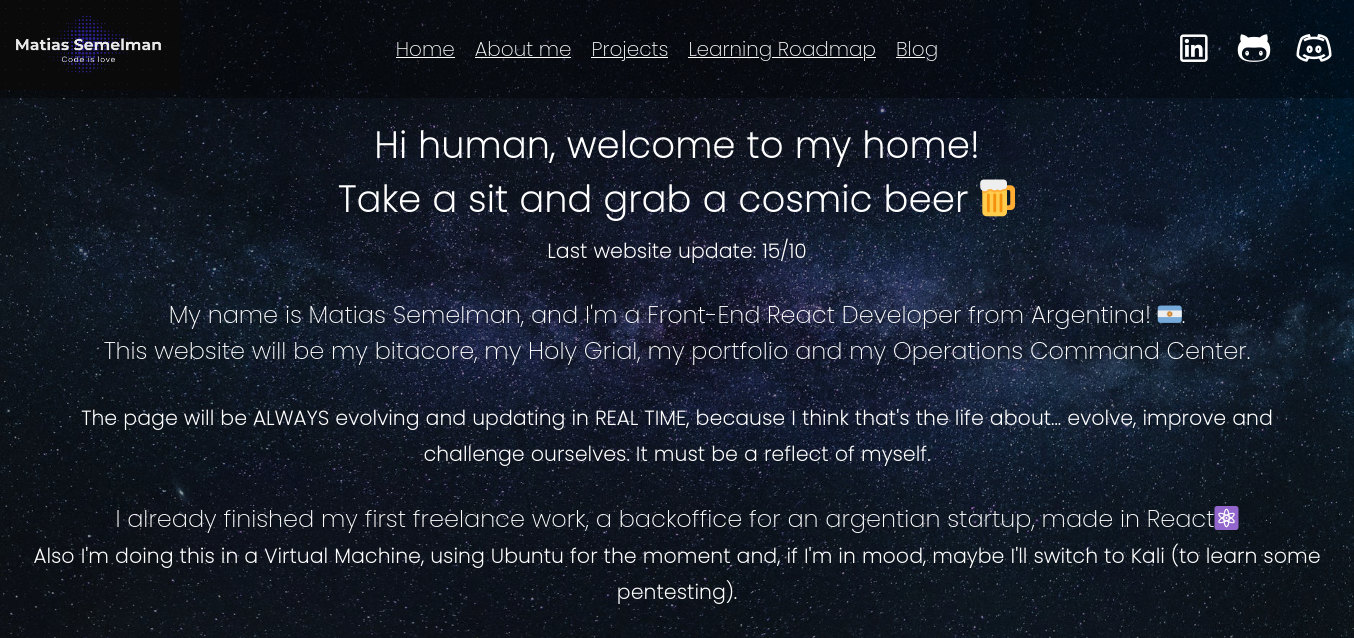 Matias Semelman
Code is love
Home About me Projects Learning Roadmap Blog
in
Hi human, welcome to my home!
Take a sit and grab a cosmic beer 🍺
Last website update: 15/10
My name is Matias Semelman, and I'm a Front-End React Developer from Argentina! 🇦🇷.
This website will be my bitacore, my Holy Grial, my portfolio and my Operations Command Center.
The page will be ALWAYS evolving and updating in REAL TIME, because I think that's the life about... evolve, improve and
challenge ourselves. It must be a reflect of myself.
I already finished my first freelance work, a backoffice for an argentian startup, made in React⚛️
Also I'm doing this in a Virtual Machine, using Ubuntu for the moment and, if I'm in mood, maybe I'll switch to Kali (to learn some
pentesting).